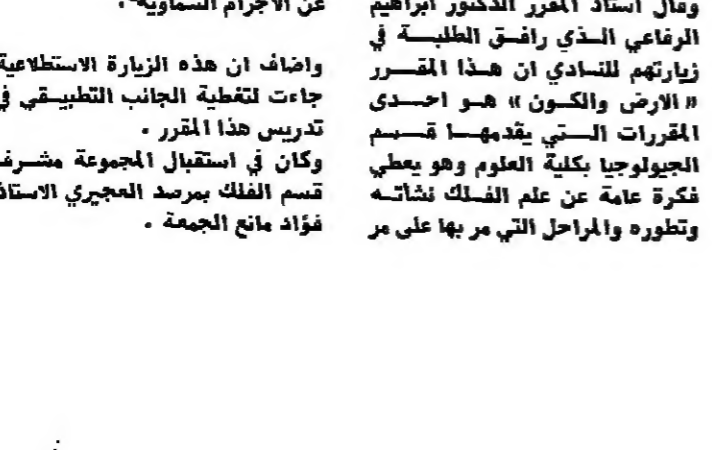 وقال استاذ المقرر الدكتور ابراهيم
الرفاعي الذي رافق الطلبة في
زيارتهم للنادي ان هذا المقرر
« الارض والكون » هو احدى
المقررات التي يقدمها قسم
الجيولوجيا بكلية العلوم وهو يعطي
فكرة عامة عن علم الفلك نشاته
وتطوره والمراحل التي مر بها على مر
عن الاجرام السماوية .
واضاف ان هذه الزيارة الاستطلاعية
جاءت لتغطية الجانب التطبيقي في
تدريس هذا المقرر .
وكان في استقبال المجموعة مشرف
قسم الفلك بمرصد العجيري الاستاذ
فؤاد مانع الجمعة .